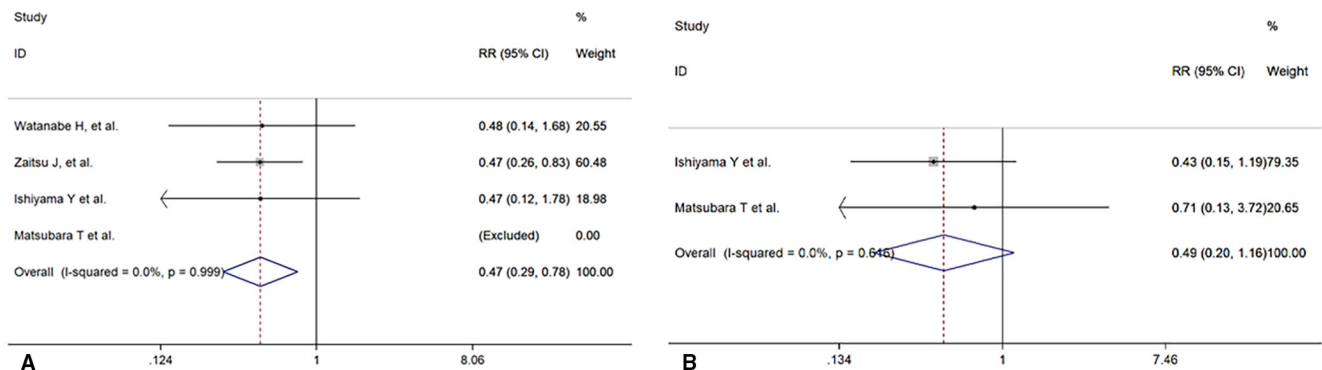 Study %
ID RR (95% CI) Weight
Watanabe H, et al. 0.48 (0.14, 1.68) 20.55
Zaitsu J, et al. 0.47 (0.26, 0.83) 60.48
Ishiyama Y et al. 0.47 (0.12, 1.78) 18.98
Matsubara T et al. (Excluded) 0.00
Overall (I-squared = 0.0%, p = 0.999) 0.47 (0.29, 0.78) 100.00
.124 1 8.06
A
Study %
ID RR (95% CI) Weight
Ishiyama Y et al. 0.43 (0.15, 1.19)79.35
Matsubara T et al. 0.71 (0.13, 3.72)20.65
Overall (I-squared = 0.0%, p = 0.646) 0.49 (0.20, 1.16)100.00
.134 1 7.46
B